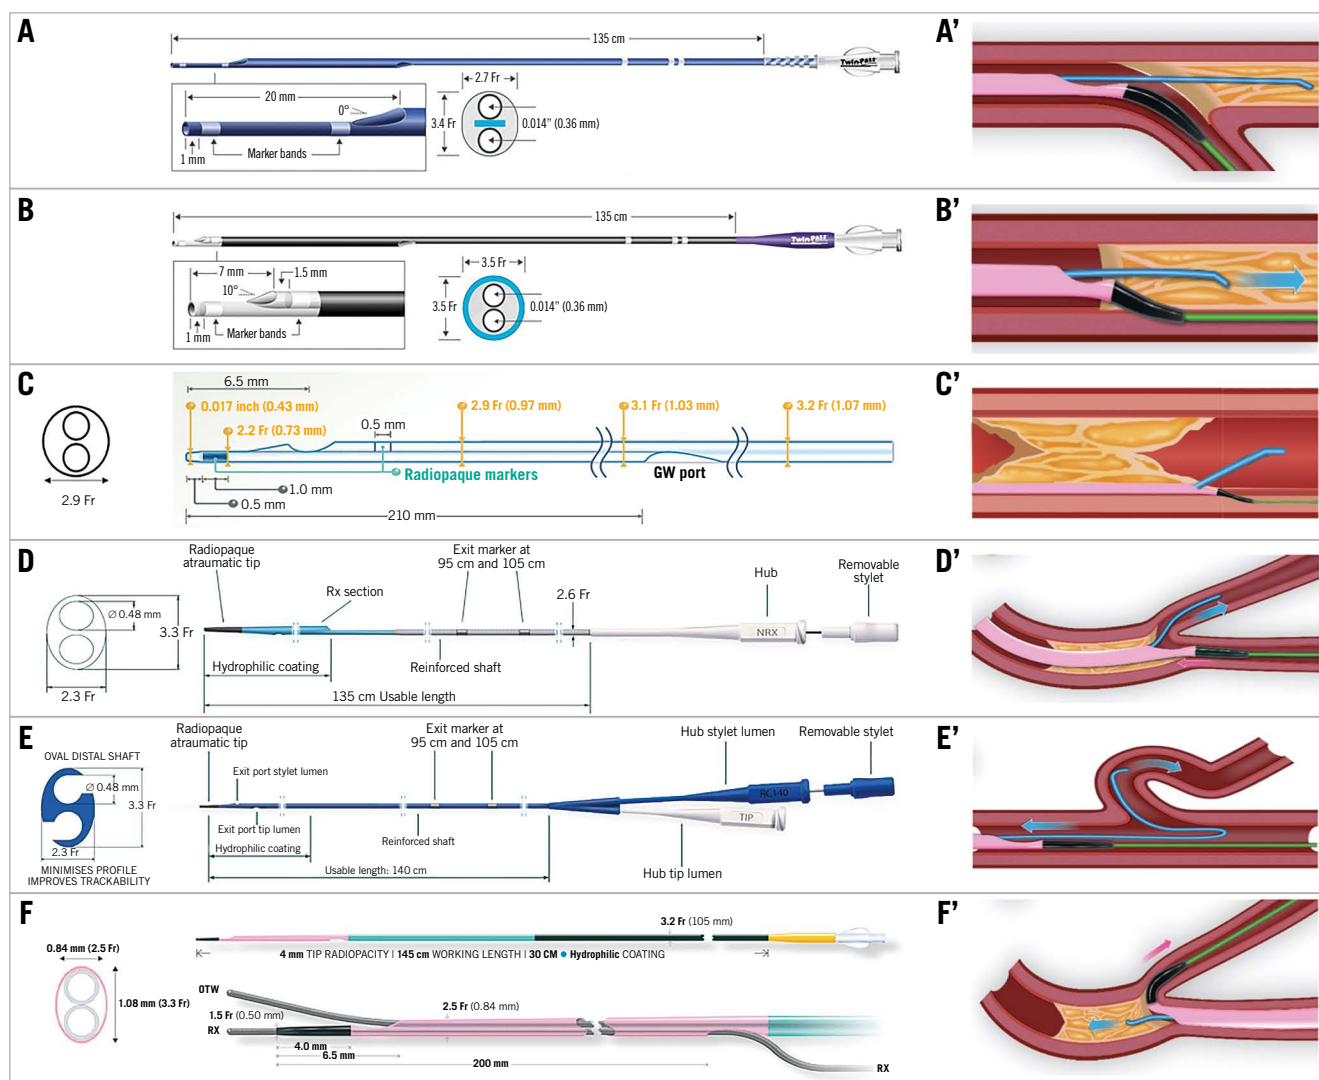 A
135 cm
Twin-Pass
20 mm
0°
1 mm
Marker bands
2.7 Fr
3.4 Fr
0.014" (0.36 mm)
A’
B
135 cm
Twin-Pass
7 mm
1.5 mm
10°
1 mm
Marker bands
3.5 Fr
3.5 Fr
0.014" (0.36 mm)
B’
C
2.9 Fr
6.5 mm
0.017 inch (0.43 mm)
2.2 Fr (0.73 mm)
0.5 mm
2.9 Fr (0.97 mm)
3.1 Fr (1.03 mm)
3.2 Fr (1.07 mm)
Radiopaque markers
GW port
1.0 mm
0.5 mm
210 mm
C’
D
Ø 0.48 mm
3.3 Fr
2.3 Fr
Radiopaque
atraumatic tip
Rx section
Exit marker at
95 cm and 105 cm
2.6 Fr
Hub
Removable
stylet
NRX
Hydrophilic coating
Reinforced shaft
135 cm Usable length
D’
E
OVAL DISTAL SHAFT
Ø 0.48 mm
3.3 Fr
2.3 Fr
MINIMISES PROFILE
IMPROVES TRACKABILITY
Radiopaque
atraumatic tip
Exit port stylet lumen
Exit marker at
95 cm and 105 cm
Hub stylet lumen
Removable stylet
RC140
TIP
Exit port tip lumen
Hydrophilic coating
Reinforced shaft
Usable length: 140 cm
Hub tip lumen
E’
F
0.84 mm (2.5 Fr)
1.08 mm (3.3 Fr)
3.2 Fr (105 mm)
4 mm TIP RADIOPACITY I 145 cm WORKING LENGTH I 30 CM ● Hydrophilic COATING
OTW
1.5 Fr (0.50 mm)
RX
2.5 Fr (0.84 mm)
4.0 mm
6.5 mm
200 mm
RX
F’